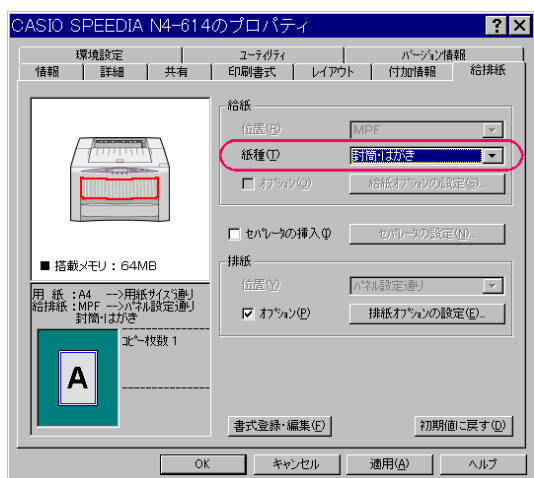 CASIO SPEEDIA N4-614のプロパティ
環境設定 ユーティリティ バージョン情報
情報 詳細 共有 印刷書式 レイアウト 付加情報 給排紙
給紙
位置(R) MPF
紙種(T) 封筒・はがき
オプション(O) 給紙オプションの設定(S)...
セパレータの挿入(I) セパレータの設定(N)...
■ 搭載メモリ：64MB
排紙
位置(Y) パネル設定通り
オプション(P) 排紙オプションの設定(E)...
用 紙 ：A4 -->用紙サイズ通り
給排紙：MPF -->パネル設定通り
封筒・はがき
コピー枚数 1
A
書式登録・編集(F) 初期値に戻す(D)
OK キャンセル 適用(A) ヘルプ